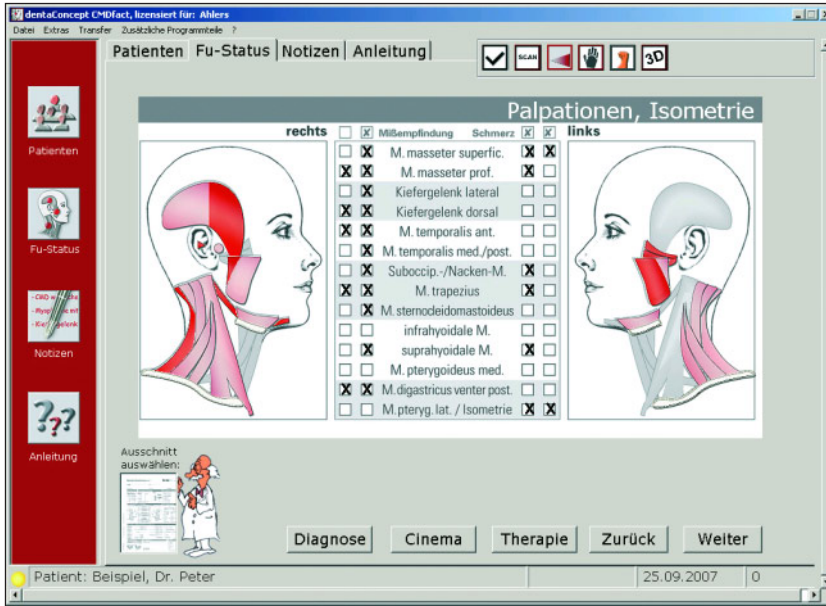 dentaConcept CMDfact, lizensiert für: Ahlers
Datei Extras Transfer Zusätzliche Programmteile ?
Patienten Fu-Status Notizen Anleitung
SCAN
3D
Palpationen, Isometrie
rechts Mißempfindung Schmerz links
M. masseter superfic.
M. masseter prof.
Kiefergelenk lateral
Kiefergelenk dorsal
M. temporalis ant.
M. temporalis med./post.
Suboccip.-/Nacken-M.
M. trapezius
M. sternocleidomastoideus
infrahyoidale M.
suprahyoidale M.
M. pterygoideus med.
M. digastricus venter post.
M. pteryg. lat. / Isometrie
Patienten
Fu-Status
Notizen
???
Anleitung
Ausschnitt
auswählen:
Diagnose Cinema Therapie Zurück Weiter
Patient: Beispiel, Dr. Peter 25.09.2007 0